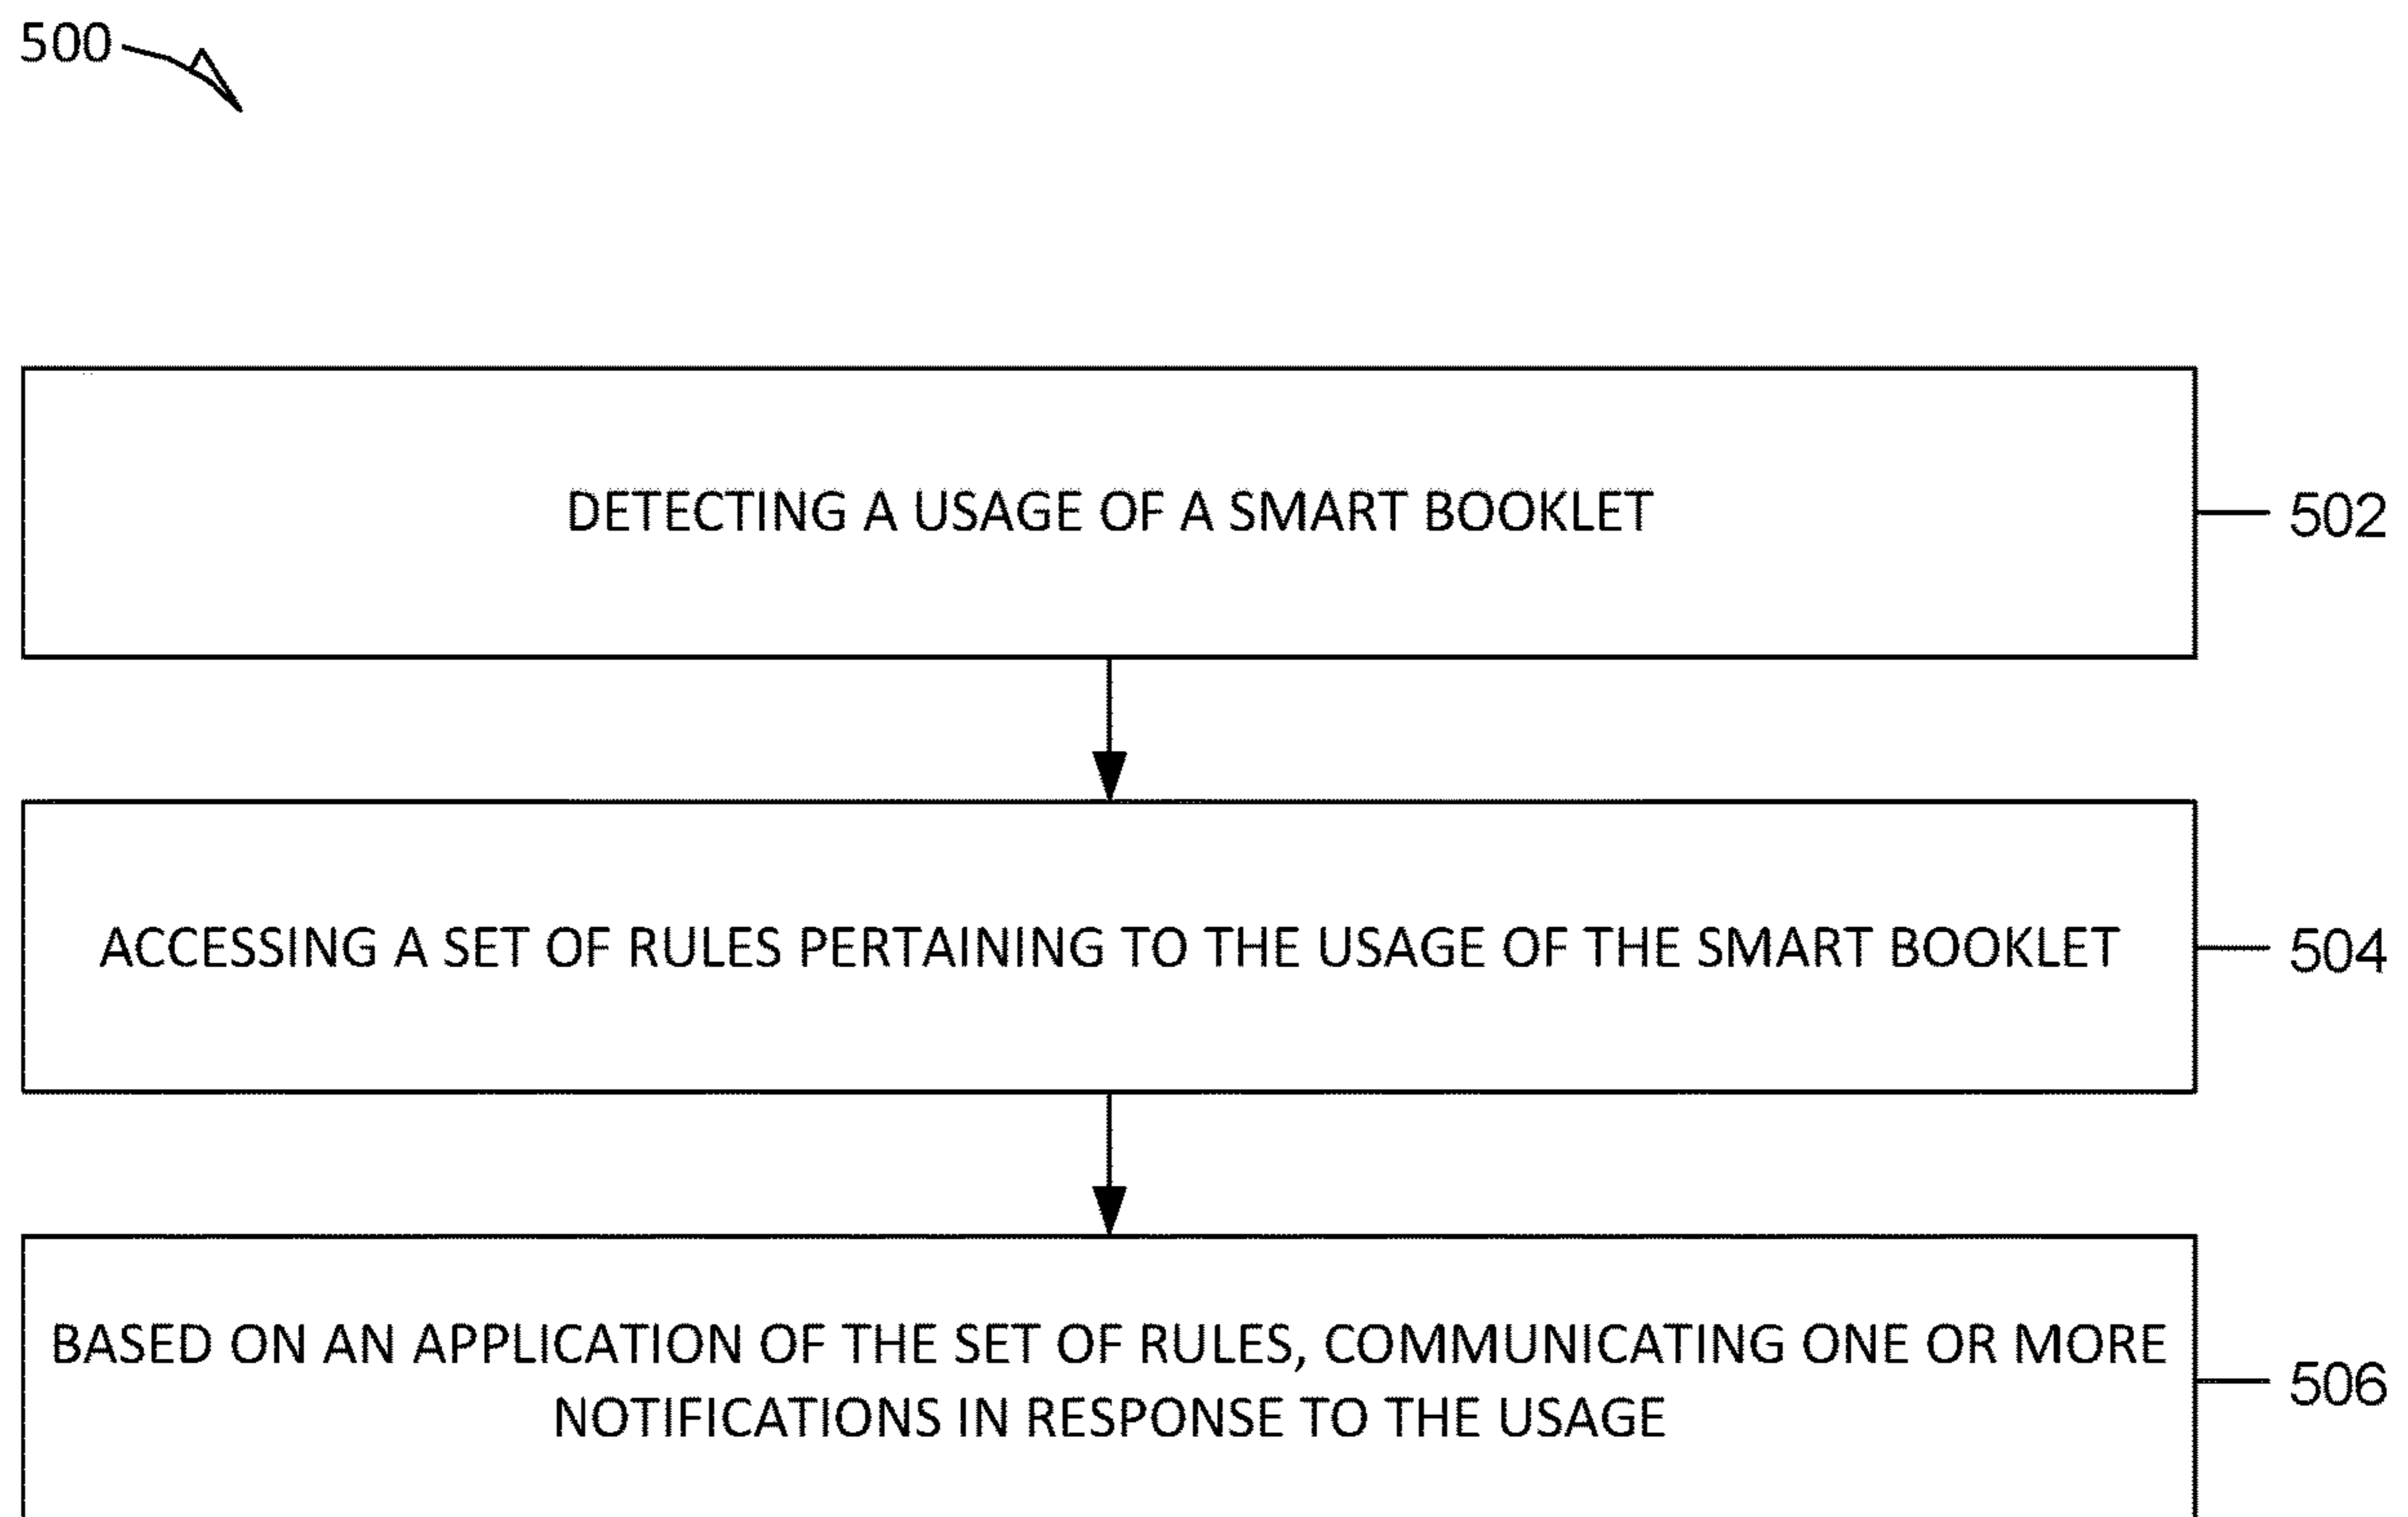 500
DETECTING A USAGE OF A SMART BOOKLET
502
ACCESSING A SET OF RULES PERTAINING TO THE USAGE OF THE SMART BOOKLET
504
BASED ON AN APPLICATION OF THE SET OF RULES, COMMUNICATING ONE OR MORE
NOTIFICATIONS IN RESPONSE TO THE USAGE
506